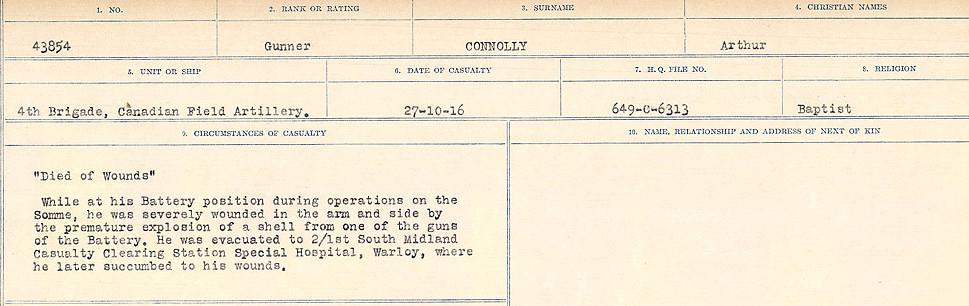 1. NO. 2. RANK OR RATING 3. SURNAME 4. CHRISTIAN NAMES
43854 Gunner CONNOLLY Arthur
5. UNIT OR SHIP 6. DATE OF CASUALTY 7. H.Q. FILE NO. 8. RELIGION
4th Brigade, Canadian Field Artillery. 27-10-16 649-C-6313 Baptist
9. CIRCUMSTANCES OF CASUALTY 10. NAME, RELATIONSHIP AND ADDRESS OF NEXT OF KIN
"Died of Wounds"
While at his Battery position during operations on the
Somme, he was severely wounded in the arm and side by
the premature explosion of a shell from one of the guns
of the Battery. He was evacuated to 2/1st South Midland
Casualty Clearing Station Special Hospital, Warloy, where
he later succumbed to his wounds.